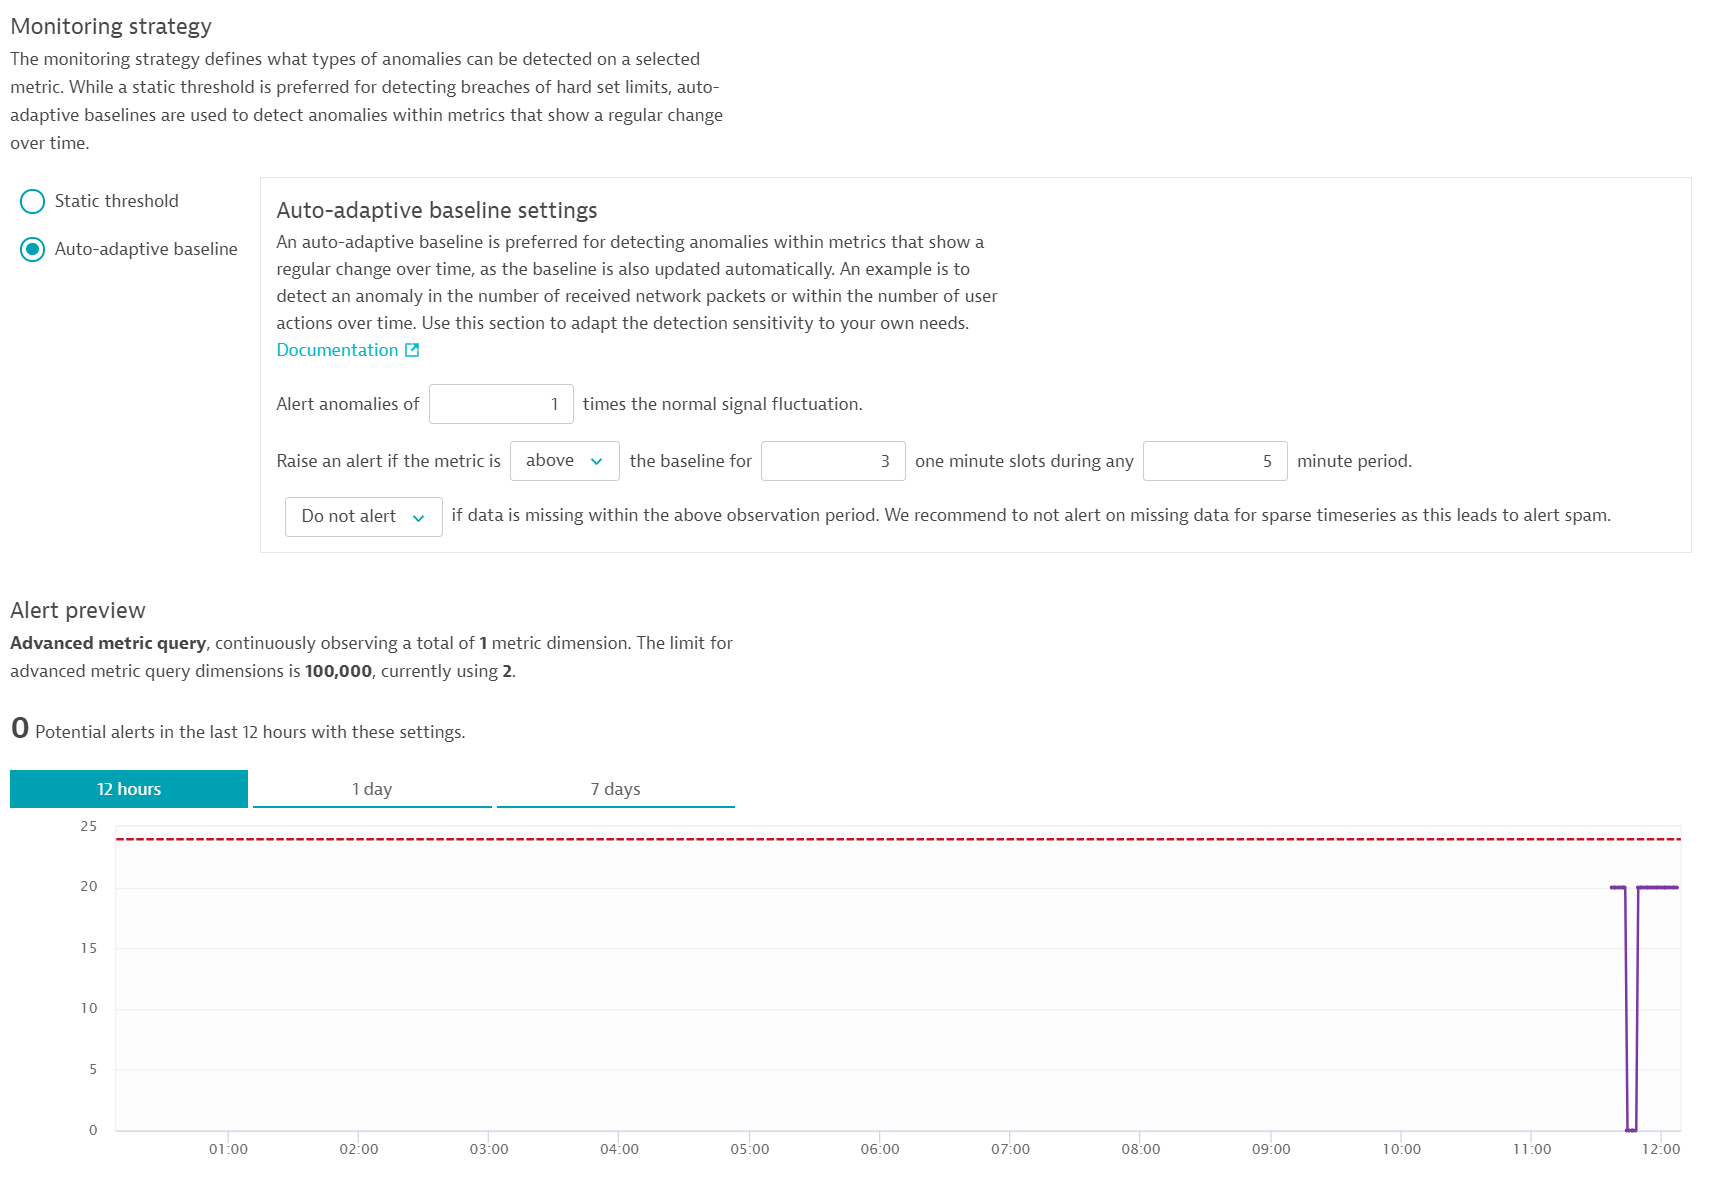 Monitoring strategy
The monitoring strategy defines what types of anomalies can be detected on a selected
metric. While a static threshold is preferred for detecting breaches of hard set limits, auto-
adaptive baselines are used to detect anomalies within metrics that show a regular change
over time.
Static threshold
Auto-adaptive baseline
Auto-adaptive baseline settings
An auto-adaptive baseline is preferred for detecting anomalies within metrics that show a
regular change over time, as the baseline is also updated automatically. An example is to
detect an anomaly in the number of received network packets or within the number of user
actions over time. Use this section to adapt the detection sensitivity to your own needs.
Documentation
Alert anomalies of 1 times the normal signal fluctuation.
Raise an alert if the metric is above the baseline for 3 one minute slots during any 5 minute period.
Do not alert if data is missing within the above observation period. We recommend to not alert on missing data for sparse timeseries as this leads to alert spam.
Alert preview
Advanced metric query, continuously observing a total of 1 metric dimension. The limit for
advanced metric query dimensions is 100,000, currently using 2.
0 Potential alerts in the last 12 hours with these settings.
12 hours 1 day 7 days
25
20
15
10
5
0
01:00 02:00 03:00 04:00 05:00 06:00 07:00 08:00 09:00 10:00 11:00 12:00